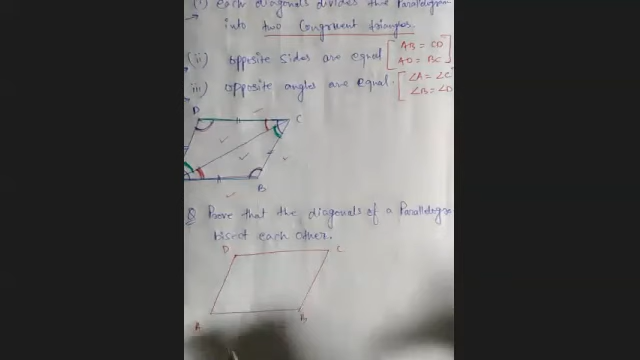 (i) each diagonals divides the Parallelogram
into two Congruent triangles.
(ii) opposite sides are equal [AB = CD
AD = BC]
iii) opposite angles are equal. [∠A = ∠C
∠B = ∠D
D
C
B
Q Prove that the diagonals of a Parallelogram
bisect each other.
D
C
A
B